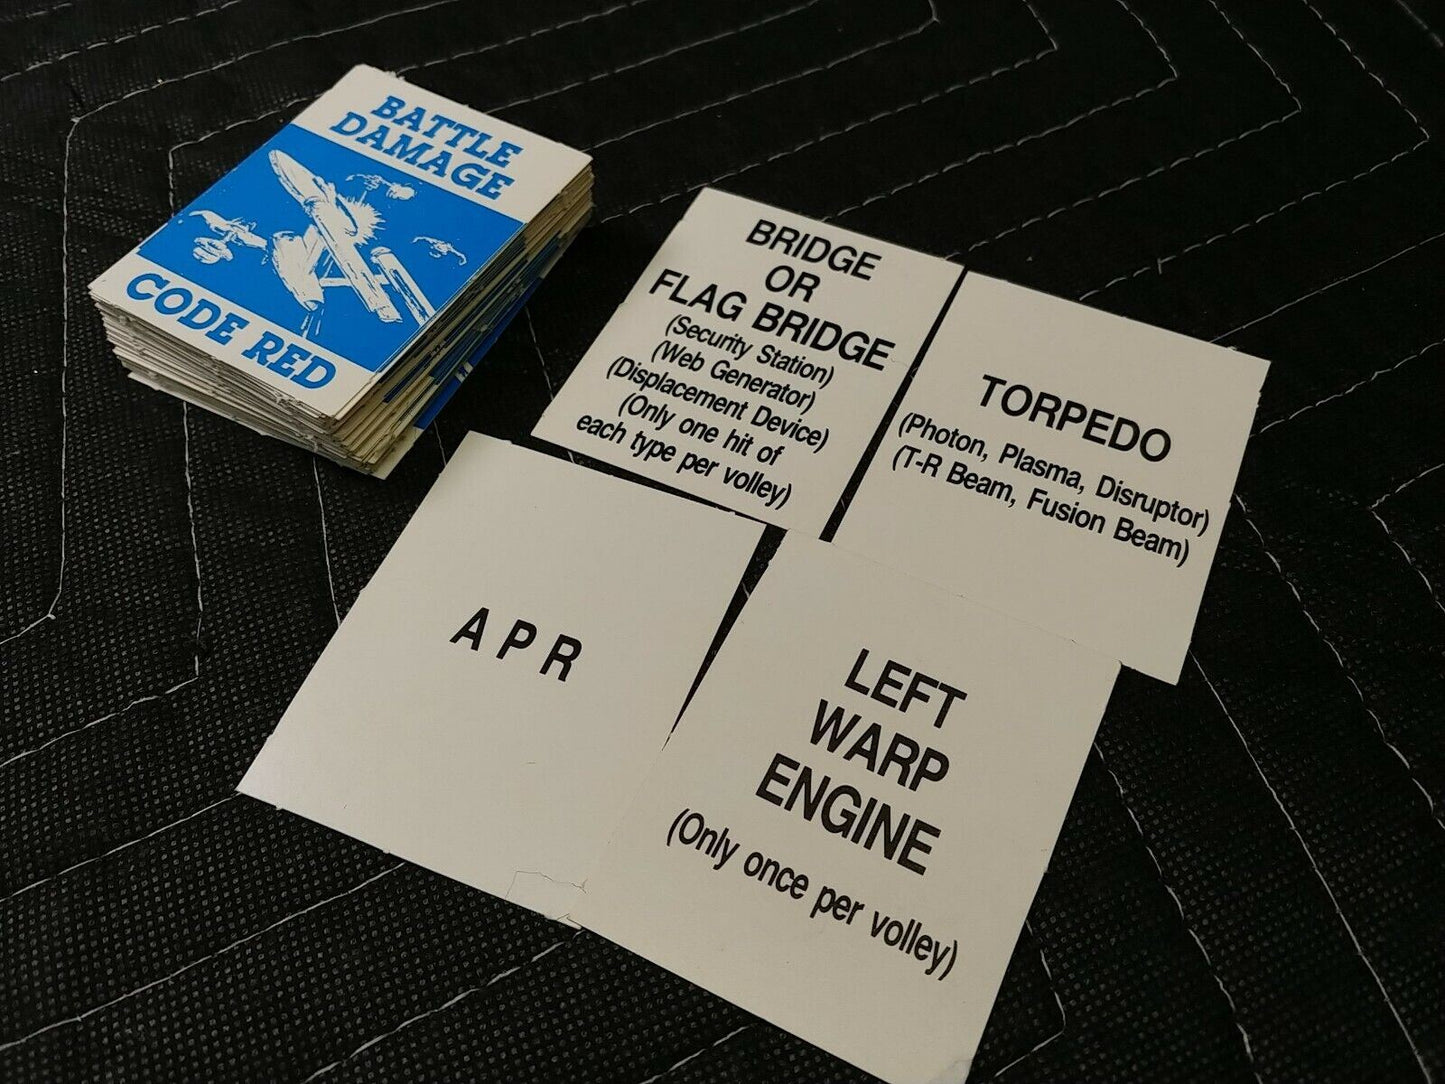 BATTLE
DAMAGE
CODE RED
BRIDGE
OR
FLAG BRIDGE
(Security Station)
(Web Generator)
(Displacement Device)
(Only one hit of
each type per volley)
TORPEDO
(Photon, Plasma, Disruptor)
(T-R Beam, Fusion Beam)
A P R
LEFT
WARP
ENGINE
(Only once per volley)